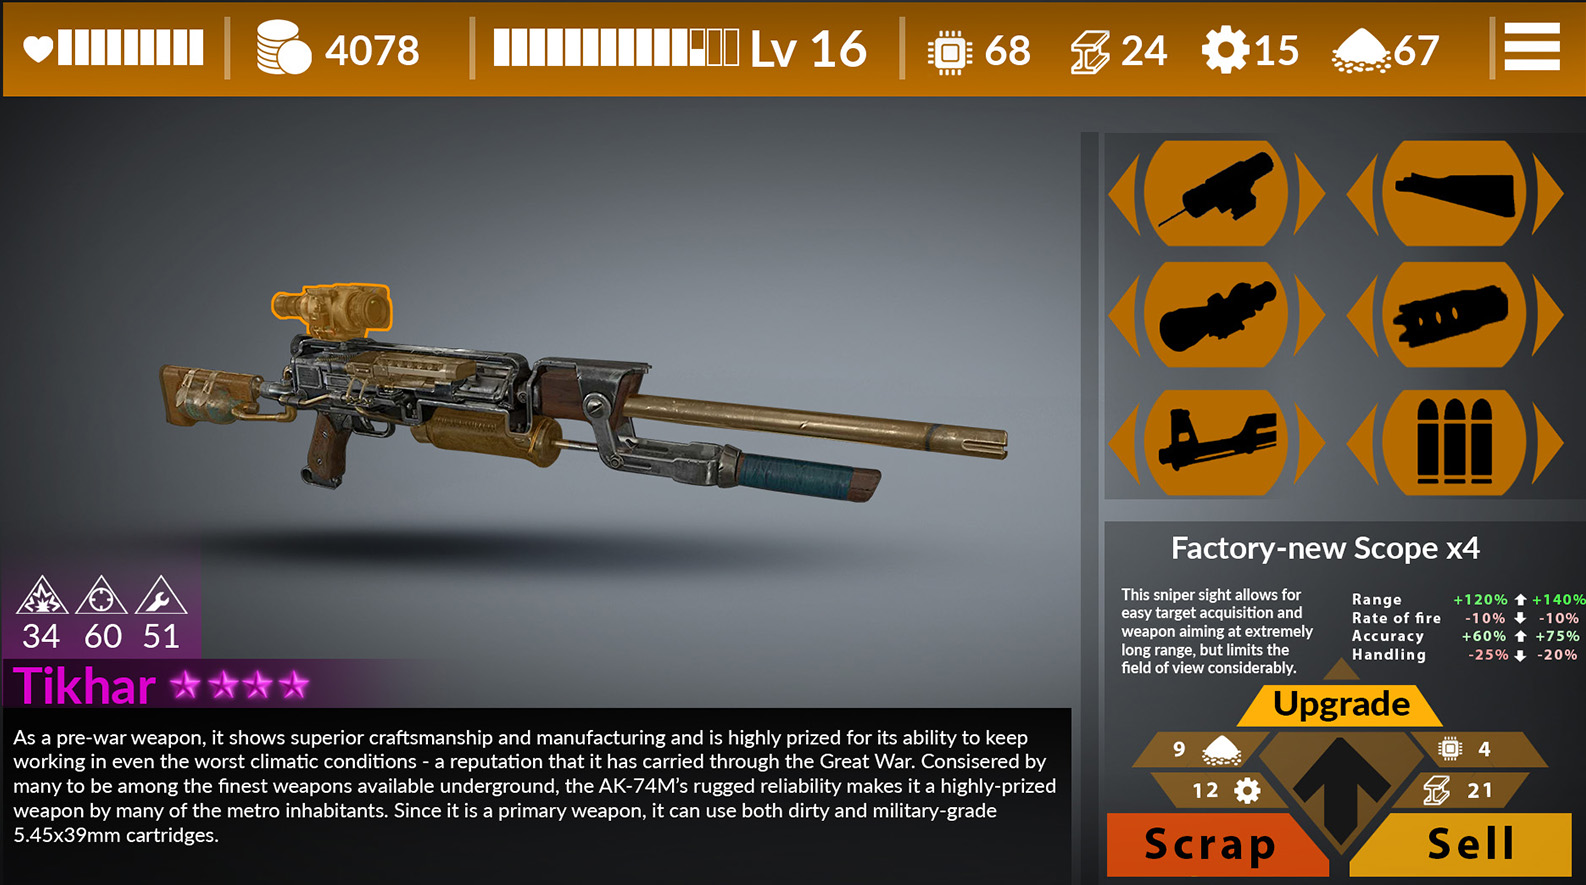 4078
Lv 16
68
24
15
67
34 60 51
Tikhar
As a pre-war weapon, it shows superior craftsmanship and manufacturing and is highly prized for its ability to keep
working in even the worst climatic conditions - a reputation that it has carried through the Great War. Consisered by
many to be among the finest weapons available underground, the AK-74M's rugged reliability makes it a highly-prized
weapon by many of the metro inhabitants. Since it is a primary weapon, it can use both dirty and military-grade
5.45x39mm cartridges.
Factory-new Scope x4
This sniper sight allows for
easy target acquisition and
weapon aiming at extremely
long range, but limits the
field of view considerably.
Range +120% +140%
Rate of fire -10% -10%
Accuracy +60% +75%
Handling -25% -20%
Upgrade
9 4
12 21
Scrap
Sell